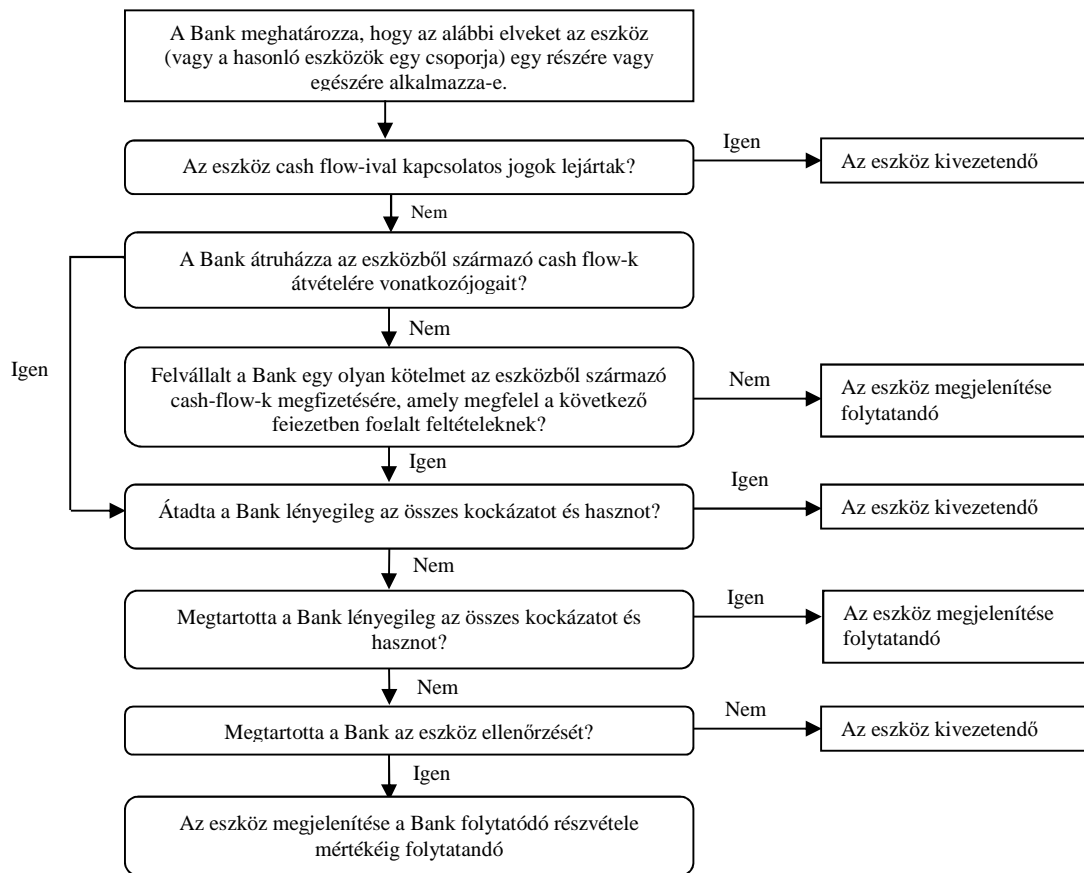 A Bank meghatározza, hogy az alábbi elveket az eszköz
(vagy a hasonló eszközök egy csoporja) egy részére vagy
egészére alkalmazza-e.
Igen
Az eszköz cash flow-ival kapcsolatos jogok lejártak?
Az eszköz kivezetendő
Nem
A Bank átruházza az eszközből származó cash flow-k
átvételére vonatkozójogait?
Nem
Igen
Felvállalt a Bank egy olyan kötelmet az eszközből származó
cash-flow-k megfizetésére, amely megfelel a következő
fejezetben foglalt feltételeknek?
Nem
Az eszköz megjelenítése
folytatandó
Igen
Igen
Átadta a Bank lényegileg az összes kockázatot és hasznot?
Az eszköz kivezetendő
Nem
Megtartotta a Bank lényegileg az összes kockázatot és
hasznot?
Igen
Az eszköz megjelenítése
folytatandó
Nem
Megtartotta a Bank az eszköz ellenőrzését?
Nem
Az eszköz kivezetendő
Igen
Az eszköz megjelenítése a Bank folytatódó részvétele
mértékéig folytatandó